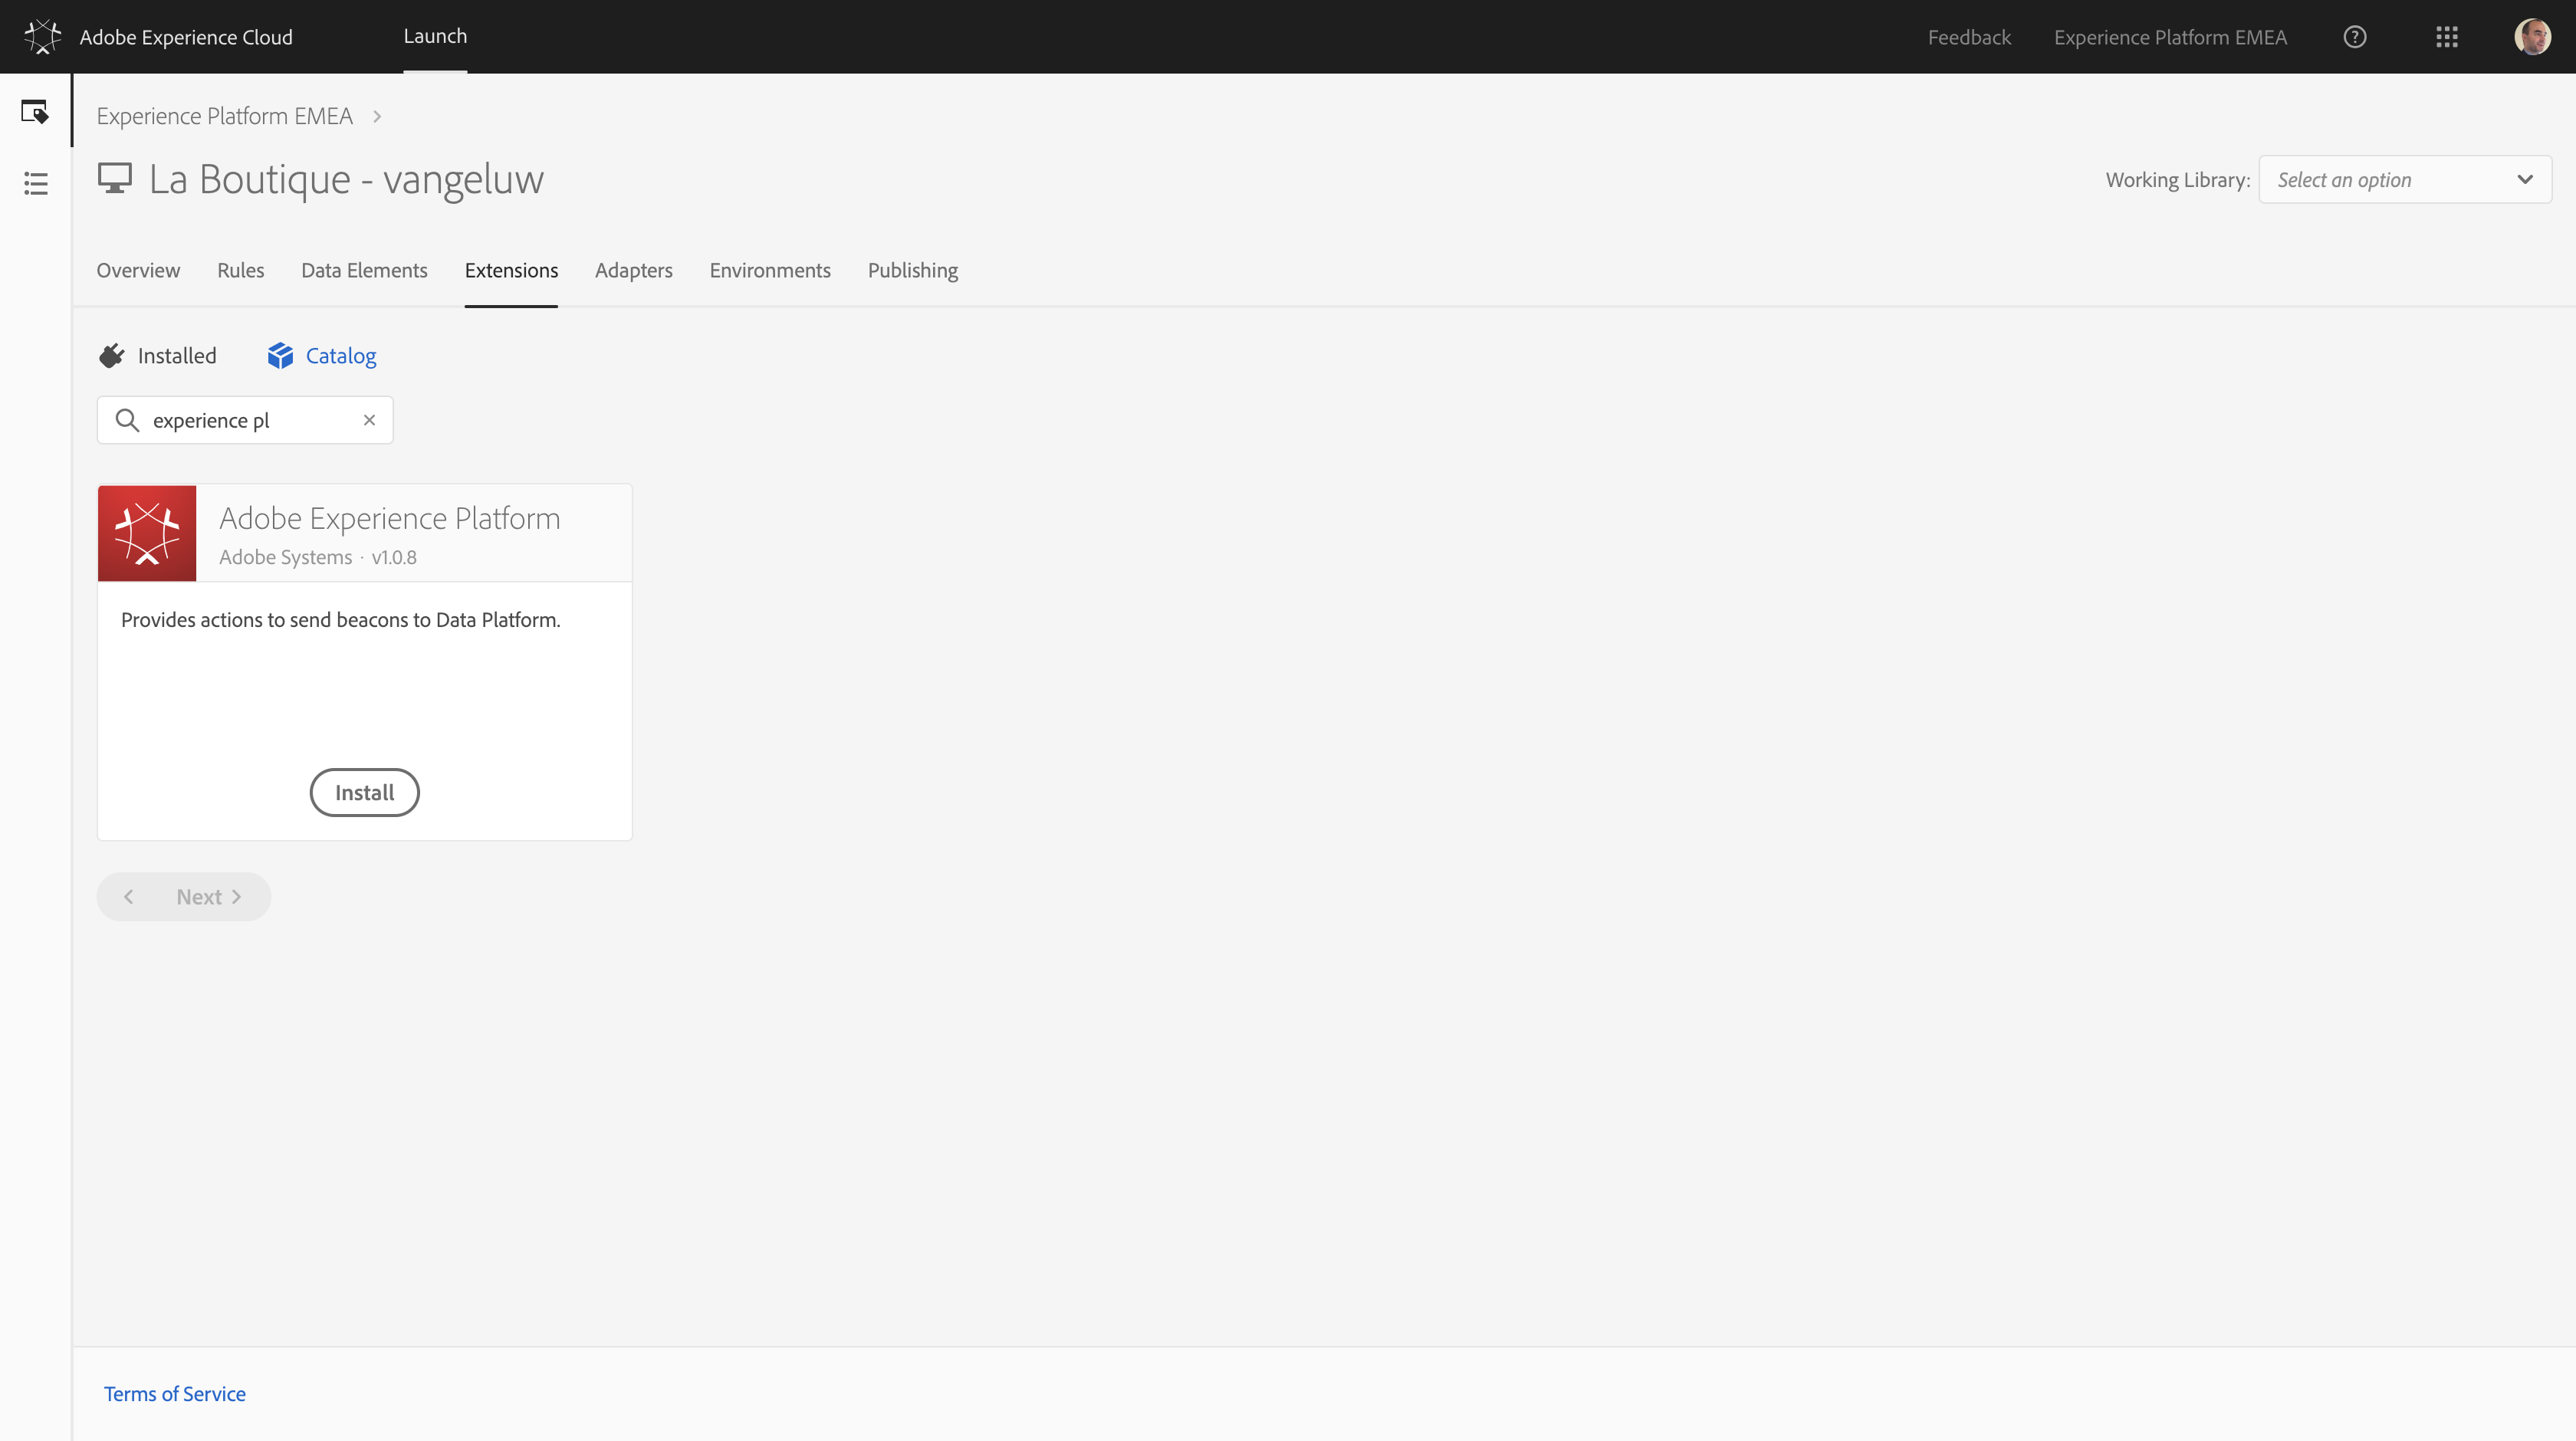 Adobe Experience Cloud
Launch
Feedback
Experience Platform EMEA
Experience Platform EMEA
La Boutique - vangeluw
Working Library:
Select an option
Overview
Rules
Data Elements
Extensions
Adapters
Environments
Publishing
Installed
Catalog
experience pl
Adobe Experience Platform
Adobe Systems · v1.0.8
Provides actions to send beacons to Data Platform.
Install
Next
Terms of Service